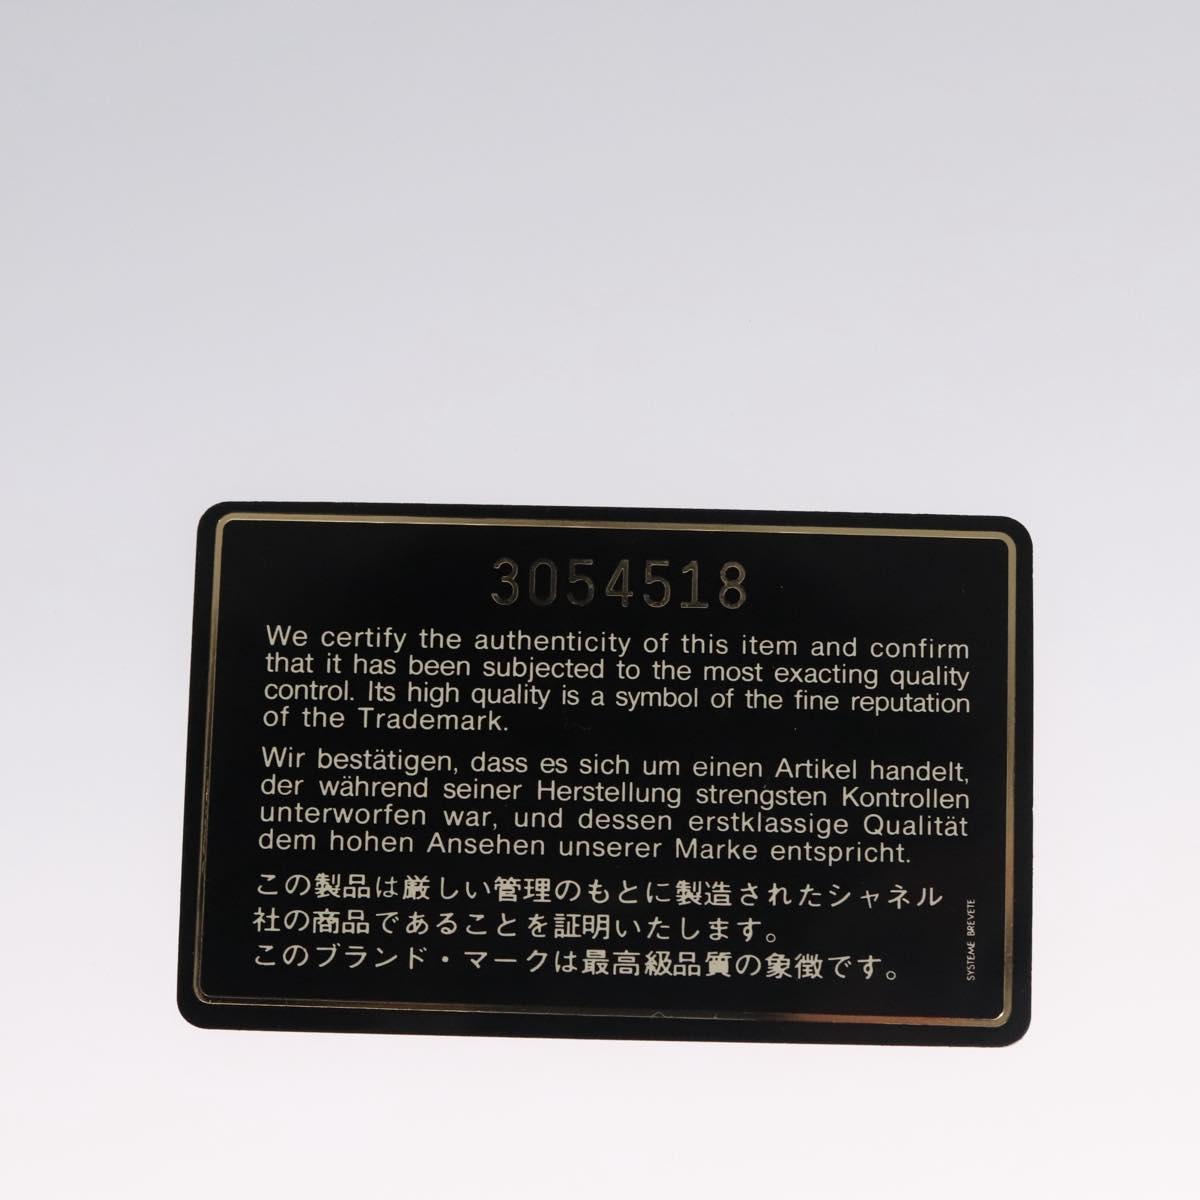 3054518
We certify the authenticity of this item and confirm
that it has been subjected to the most exacting quality
control. Its high quality is a symbol of the fine reputation
of the Trademark.
Wir bestätigen, dass es sich um einen Artikel handelt,
der während seiner Herstellung strengsten Kontrollen
unterworfen war, und dessen erstklassige Qualität
dem hohen Ansehen unserer Marke entspricht.
この製品は厳しい管理のもとに製造されたシャネル
社の商品であることを証明いたします。
このブランド・マークは最高級品質の象徴です。
SYSTEME BREVETE